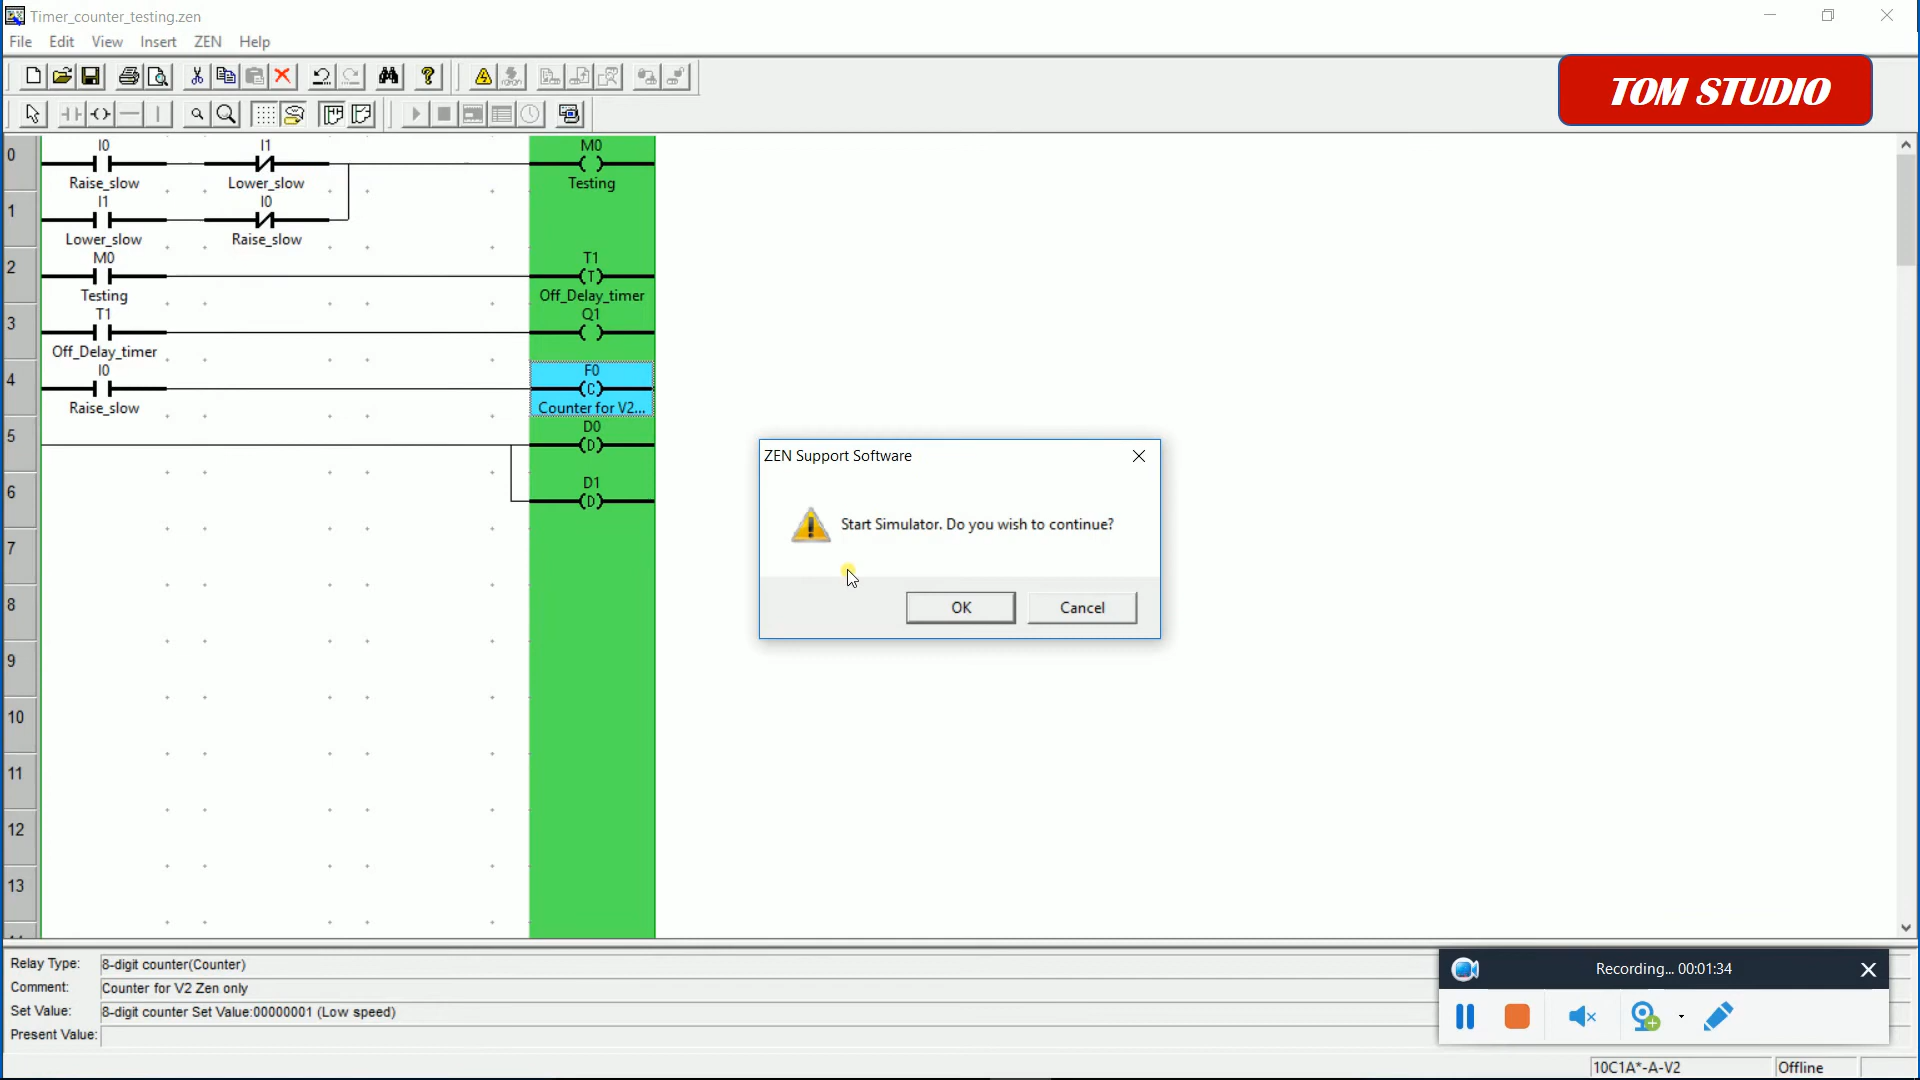 Timer_counter_testing.zen
File Edit View Insert ZEN Help
TOM STUDIO
0 I0 I1 M0
Raise_slow Lower_slow Testing
1 I1 I0
Lower_slow Raise_slow
2 M0 T1
(T)
Testing Off_Delay_timer
3 T1 Q1
Off_Delay_timer
4 I0 F0
(C)
Raise_slow Counter for V2...
5 D0
(D)
6 D1
(D)
7
8
9
10
11
12
13
ZEN Support Software
Start Simulator. Do you wish to continue?
OK Cancel
Relay Type: 8-digit counter(Counter)
Comment: Counter for V2 Zen only
Set Value: 8-digit counter Set Value:00000001 (Low speed)
Present Value:
Recording... 00:01:34
10C1A*-A-V2 Offline